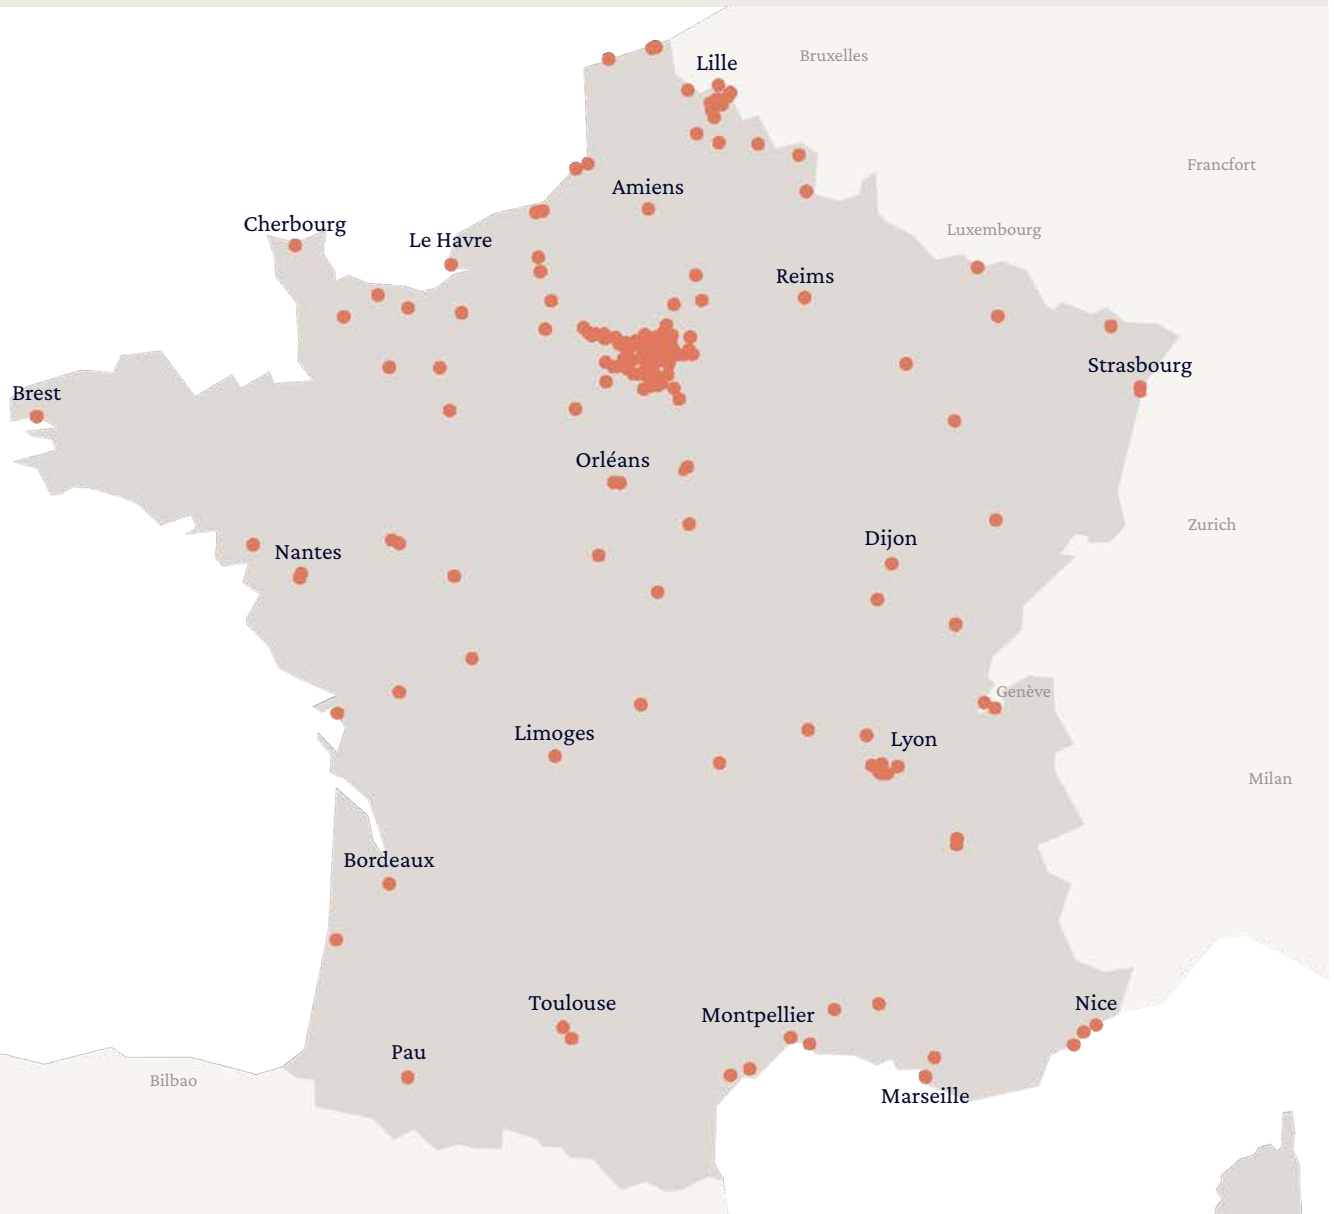 Bruxelles
Lille
Francfort
Amiens
Cherbourg
Luxembourg
Le Havre
Reims
Strasbourg
Brest
Orléans
Zurich
Dijon
Nantes
Genève
Limoges
Lyon
Milan
Bordeaux
Toulouse
Nice
Montpellier
Pau
Bilbao
Marseille